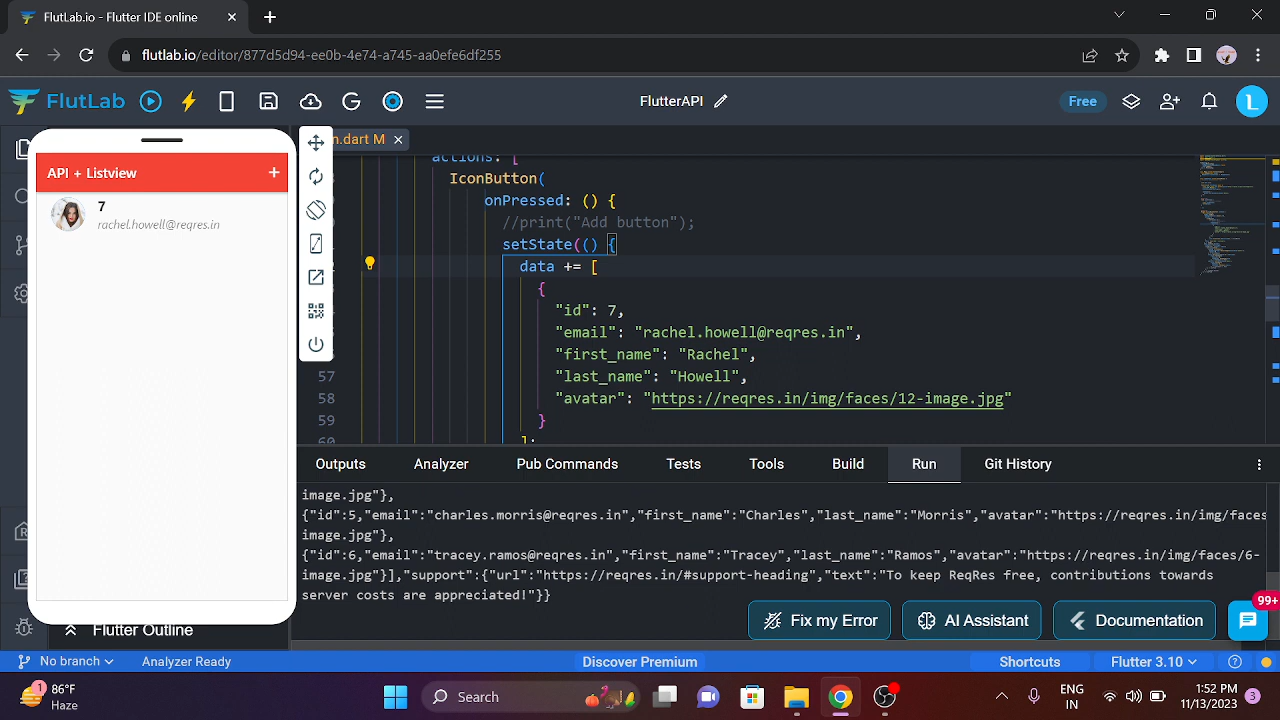 FlutLab.io - Flutter IDE online
flutlab.io/editor/877d5d94-ee0b-4e74-a745-aa0efe6df255
FlutLab
FlutterAPI
Free
L
n.dart M
API + Listview
+
7
rachel.howell@reqres.in
actions: [
IconButton(
onPressed: () {
//print("Add button");
setState(() {
data += [
{
"id": 7,
"email": "rachel.howell@reqres.in",
"first_name": "Rachel",
57 "last_name": "Howell",
58 "avatar": "https://reqres.in/img/faces/12-image.jpg"
59 }
60 ];
Outputs Analyzer Pub Commands Tests Tools Build Run Git History
image.jpg"},
{"id":5,"email":"charles.morris@reqres.in","first_name":"Charles","last_name":"Morris","avatar":"https://reqres.in/img/faces
image.jpg"},
{"id":6,"email":"tracey.ramos@reqres.in","first_name":"Tracey","last_name":"Ramos","avatar":"https://reqres.in/img/faces/6-
image.jpg"}],"support":{"url":"https://reqres.in/#support-heading","text":"To keep ReqRes free, contributions towards
server costs are appreciated!"}}
99+
Fix my Error AI Assistant Documentation
Flutter Outline
No branch Analyzer Ready Discover Premium Shortcuts Flutter 3.10
1
86°F
Haze
Search
ENG
IN
1:52 PM
11/13/2023
3